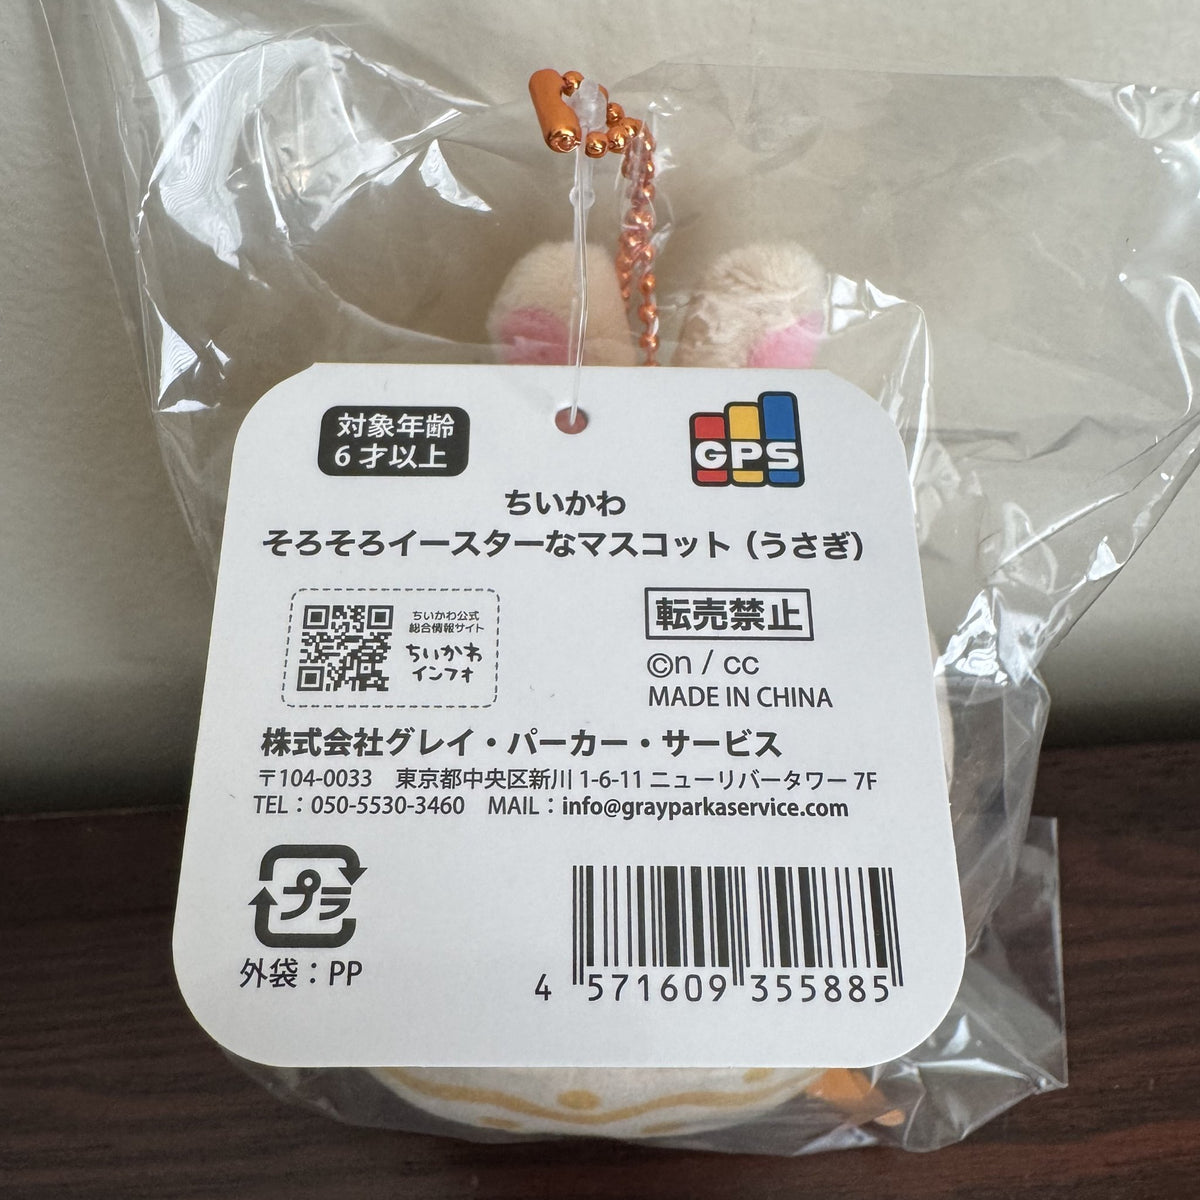 対象年齢
6才以上
GPS
ちいかわ
そろそろイースターなマスコット（うさぎ）
ちいかわ公式
総合情報サイト
ちいかわ
インフォ
転売禁止
©n / cc
MADE IN CHINA
株式会社グレイ・パーカー・サービス
〒104-0033 東京都中央区新川 1-6-11 ニューリバータワー 7F
TEL：050-5530-3460 MAIL：info@grayparkaservice.com
プラ
外袋：PP
4 571609 355885